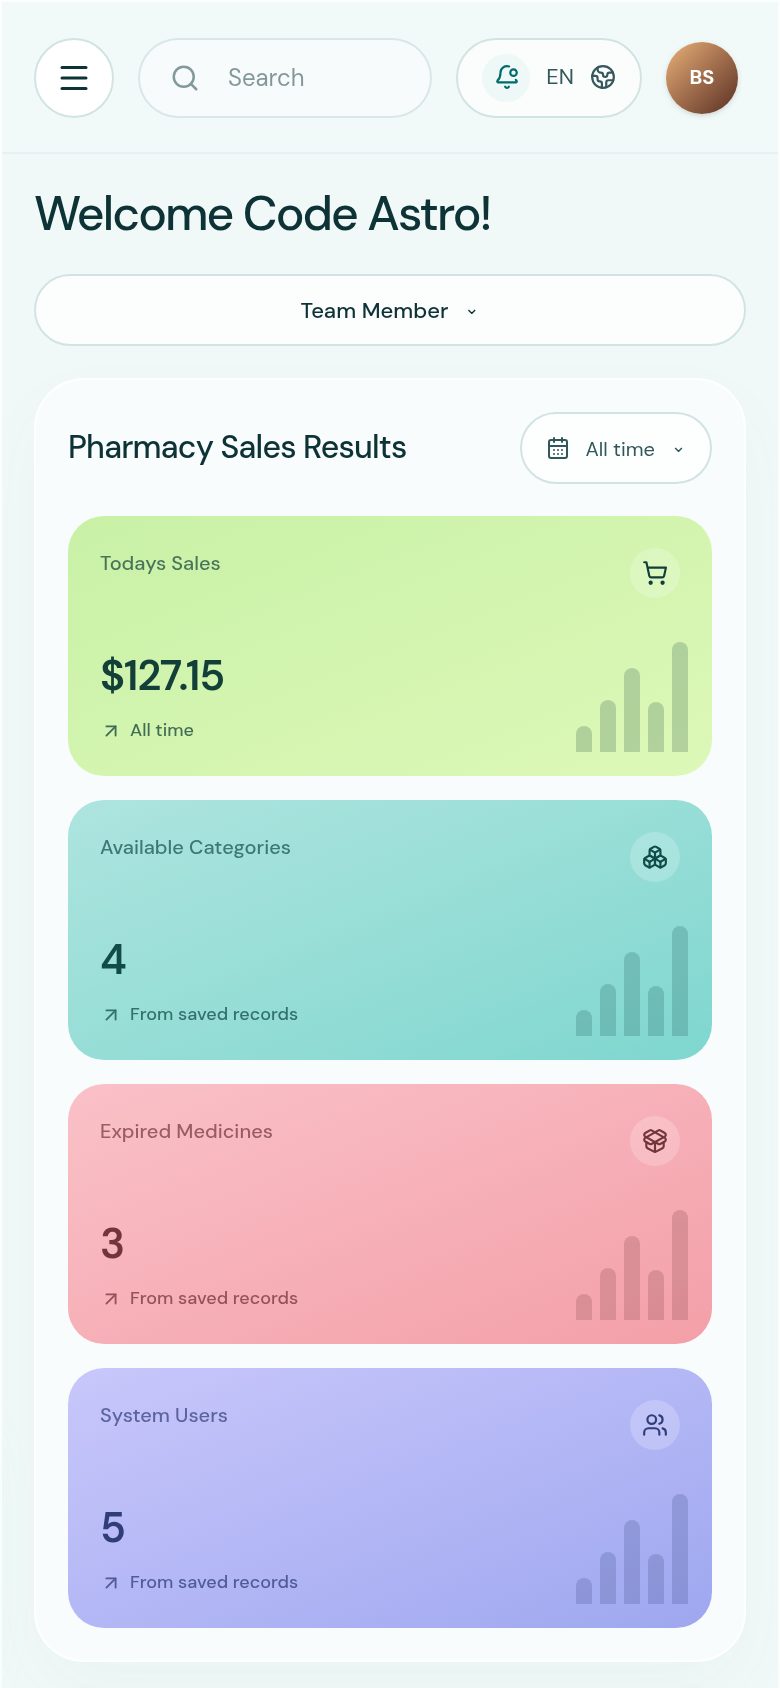 Search
EN
BS
Welcome Code Astro!
Team Member
Pharmacy Sales Results
All time
Todays Sales
$127.15
All time
Available Categories
4
From saved records
Expired Medicines
3
From saved records
System Users
5
From saved records